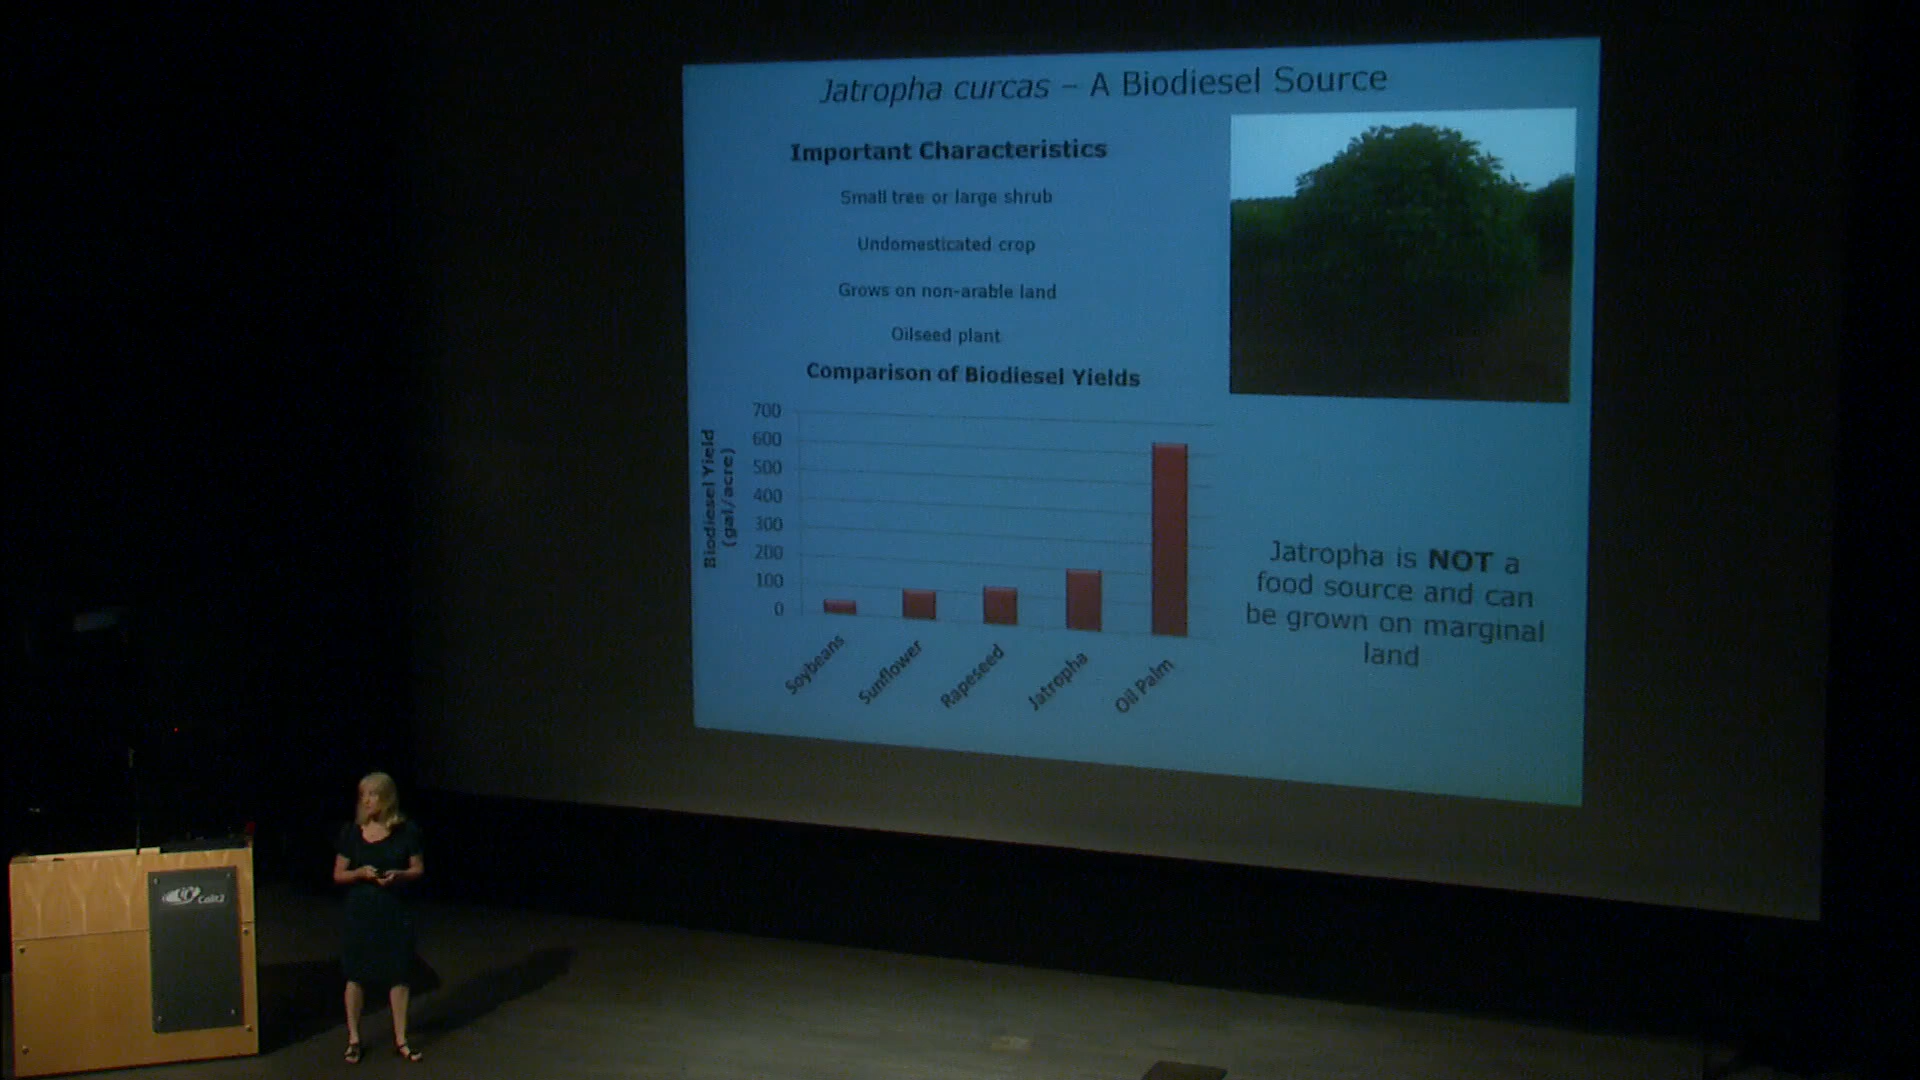 Jatropha curcas – A Biodiesel Source
Important Characteristics
Small tree or large shrub
Undomesticated crop
Grows on non-arable land
Oilseed plant
Comparison of Biodiesel Yields
Biodiesel Yield
(gal/acre)
700
600
500
400
300
200
100
0
Soybeans
Sunflower
Rapeseed
Jatropha
Oil Palm
Jatropha is NOT a
food source and can
be grown on marginal
land
Calit2